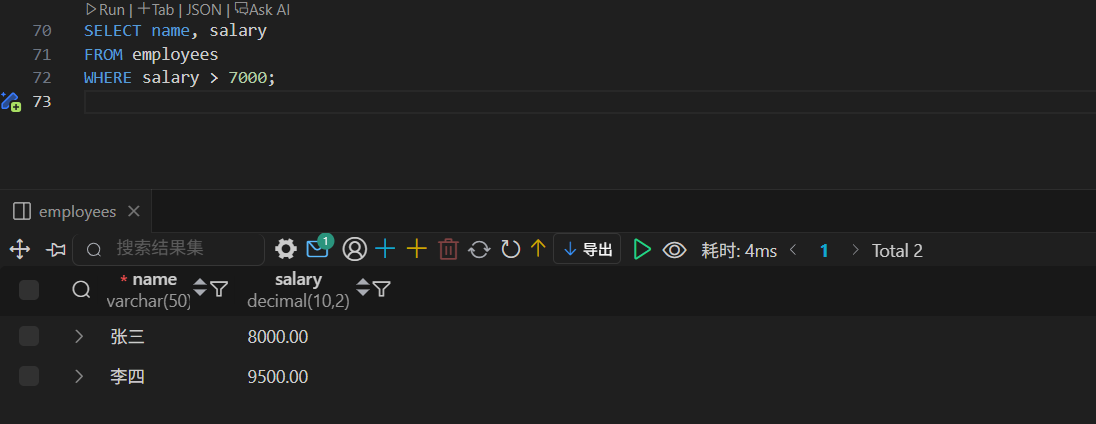 Run | +Tab | JSON | Ask AI
70 SELECT name, salary
71 FROM employees
72 WHERE salary > 7000;
73
employees
搜索结果集 1 导出 耗时: 4ms < 1 > Total 2
* name salary
varchar(50) decimal(10,2)
张三 8000.00
李四 9500.00